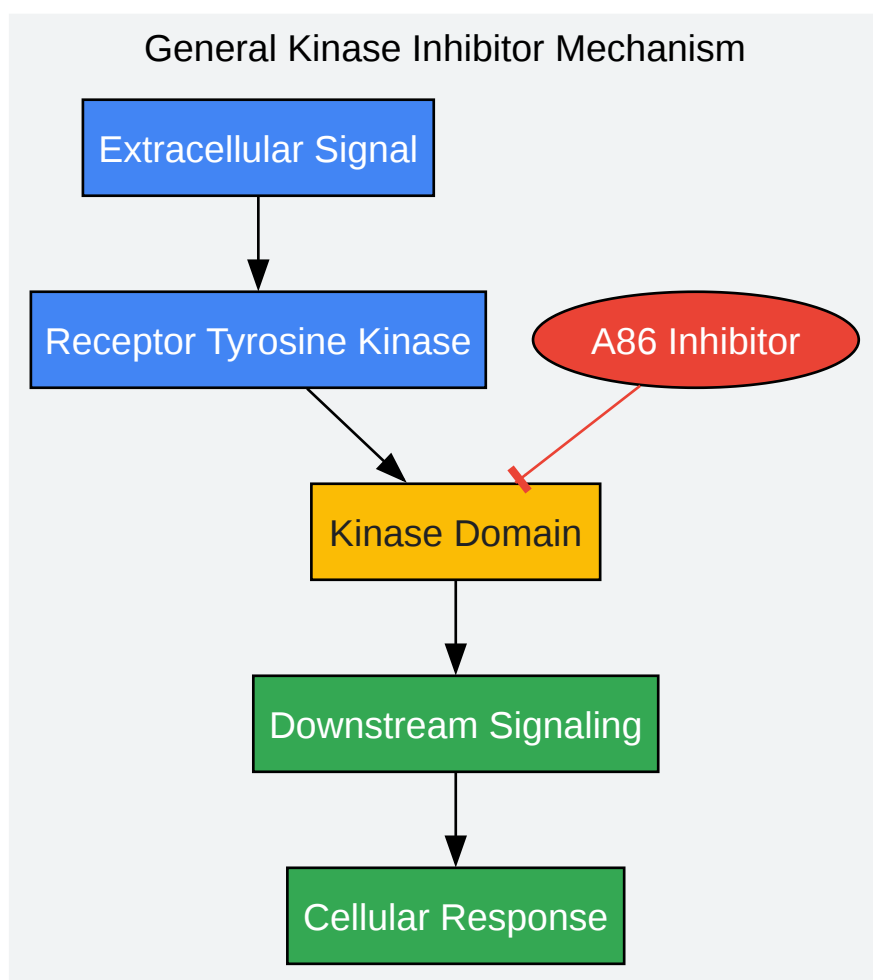 General Kinase Inhibitor Mechanism
Extracellular Signal
Receptor Tyrosine Kinase
A86 Inhibitor
Kinase Domain
Downstream Signaling
Cellular Response